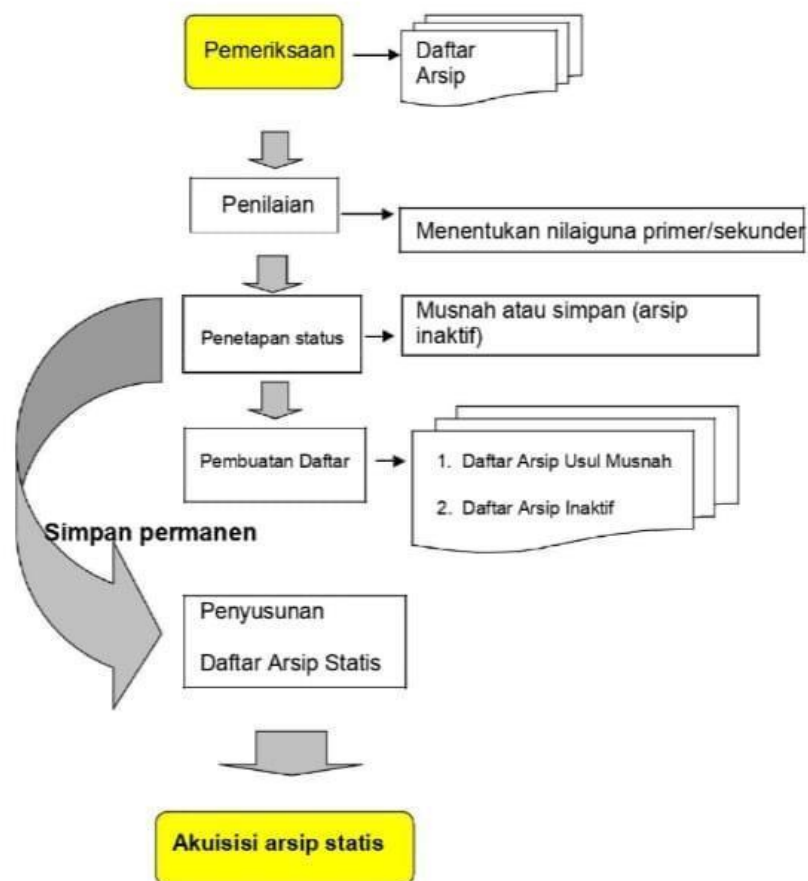 Pemeriksaan
Daftar
Arsip
Penilaian
Menentukan nilaiguna primer/sekunder
Penetapan status
Musnah atau simpan (arsip
inaktif)
Pembuatan Daftar
1. Daftar Arsip Usul Musnah
2. Daftar Arsip Inaktif
Simpan permanen
Penyusunan
Daftar Arsip Statis
Akuisisi arsip statis